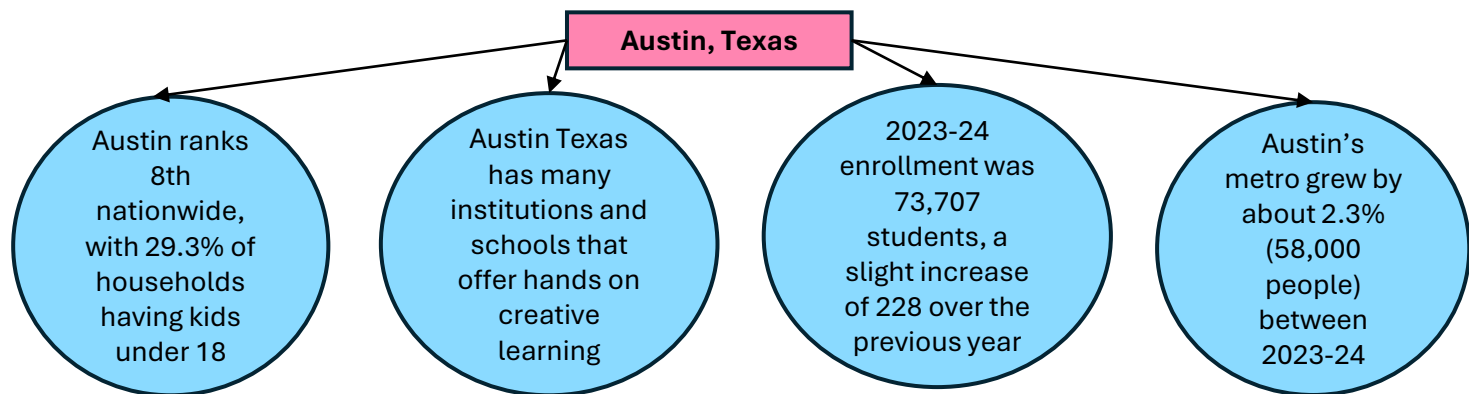 Austin, Texas
Austin ranks
8th
nationwide,
with 29.3% of
households
having kids
under 18
Austin Texas
has many
institutions and
schools that
offer hands on
creative
learning
2023-24
enrollment was
73,707
students, a
slight increase
of 228 over the
previous year
Austin’s
metro grew by
about 2.3%
(58,000
people)
between
2023-24